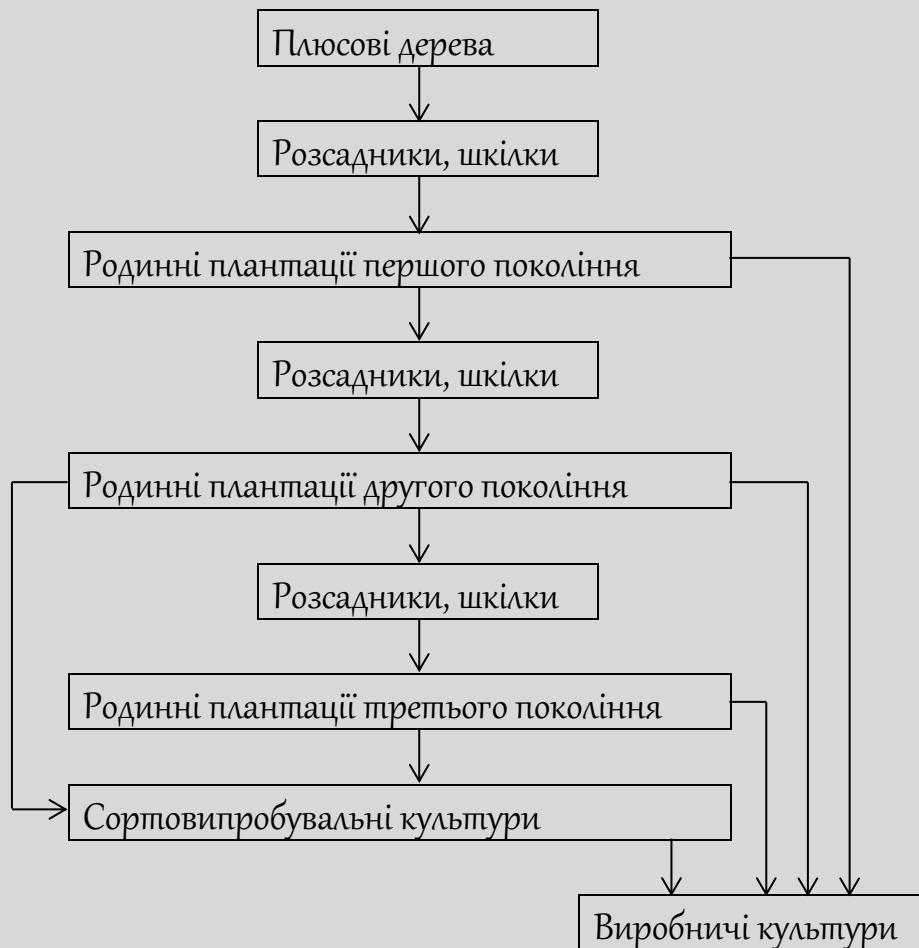 Плюсові дерева
Розсадники, шкілки
Родинні плантації першого покоління
Розсадники, шкілки
Родинні плантації другого покоління
Розсадники, шкілки
Родинні плантації третього покоління
Сортовипробувальні культури
Виробничі культури